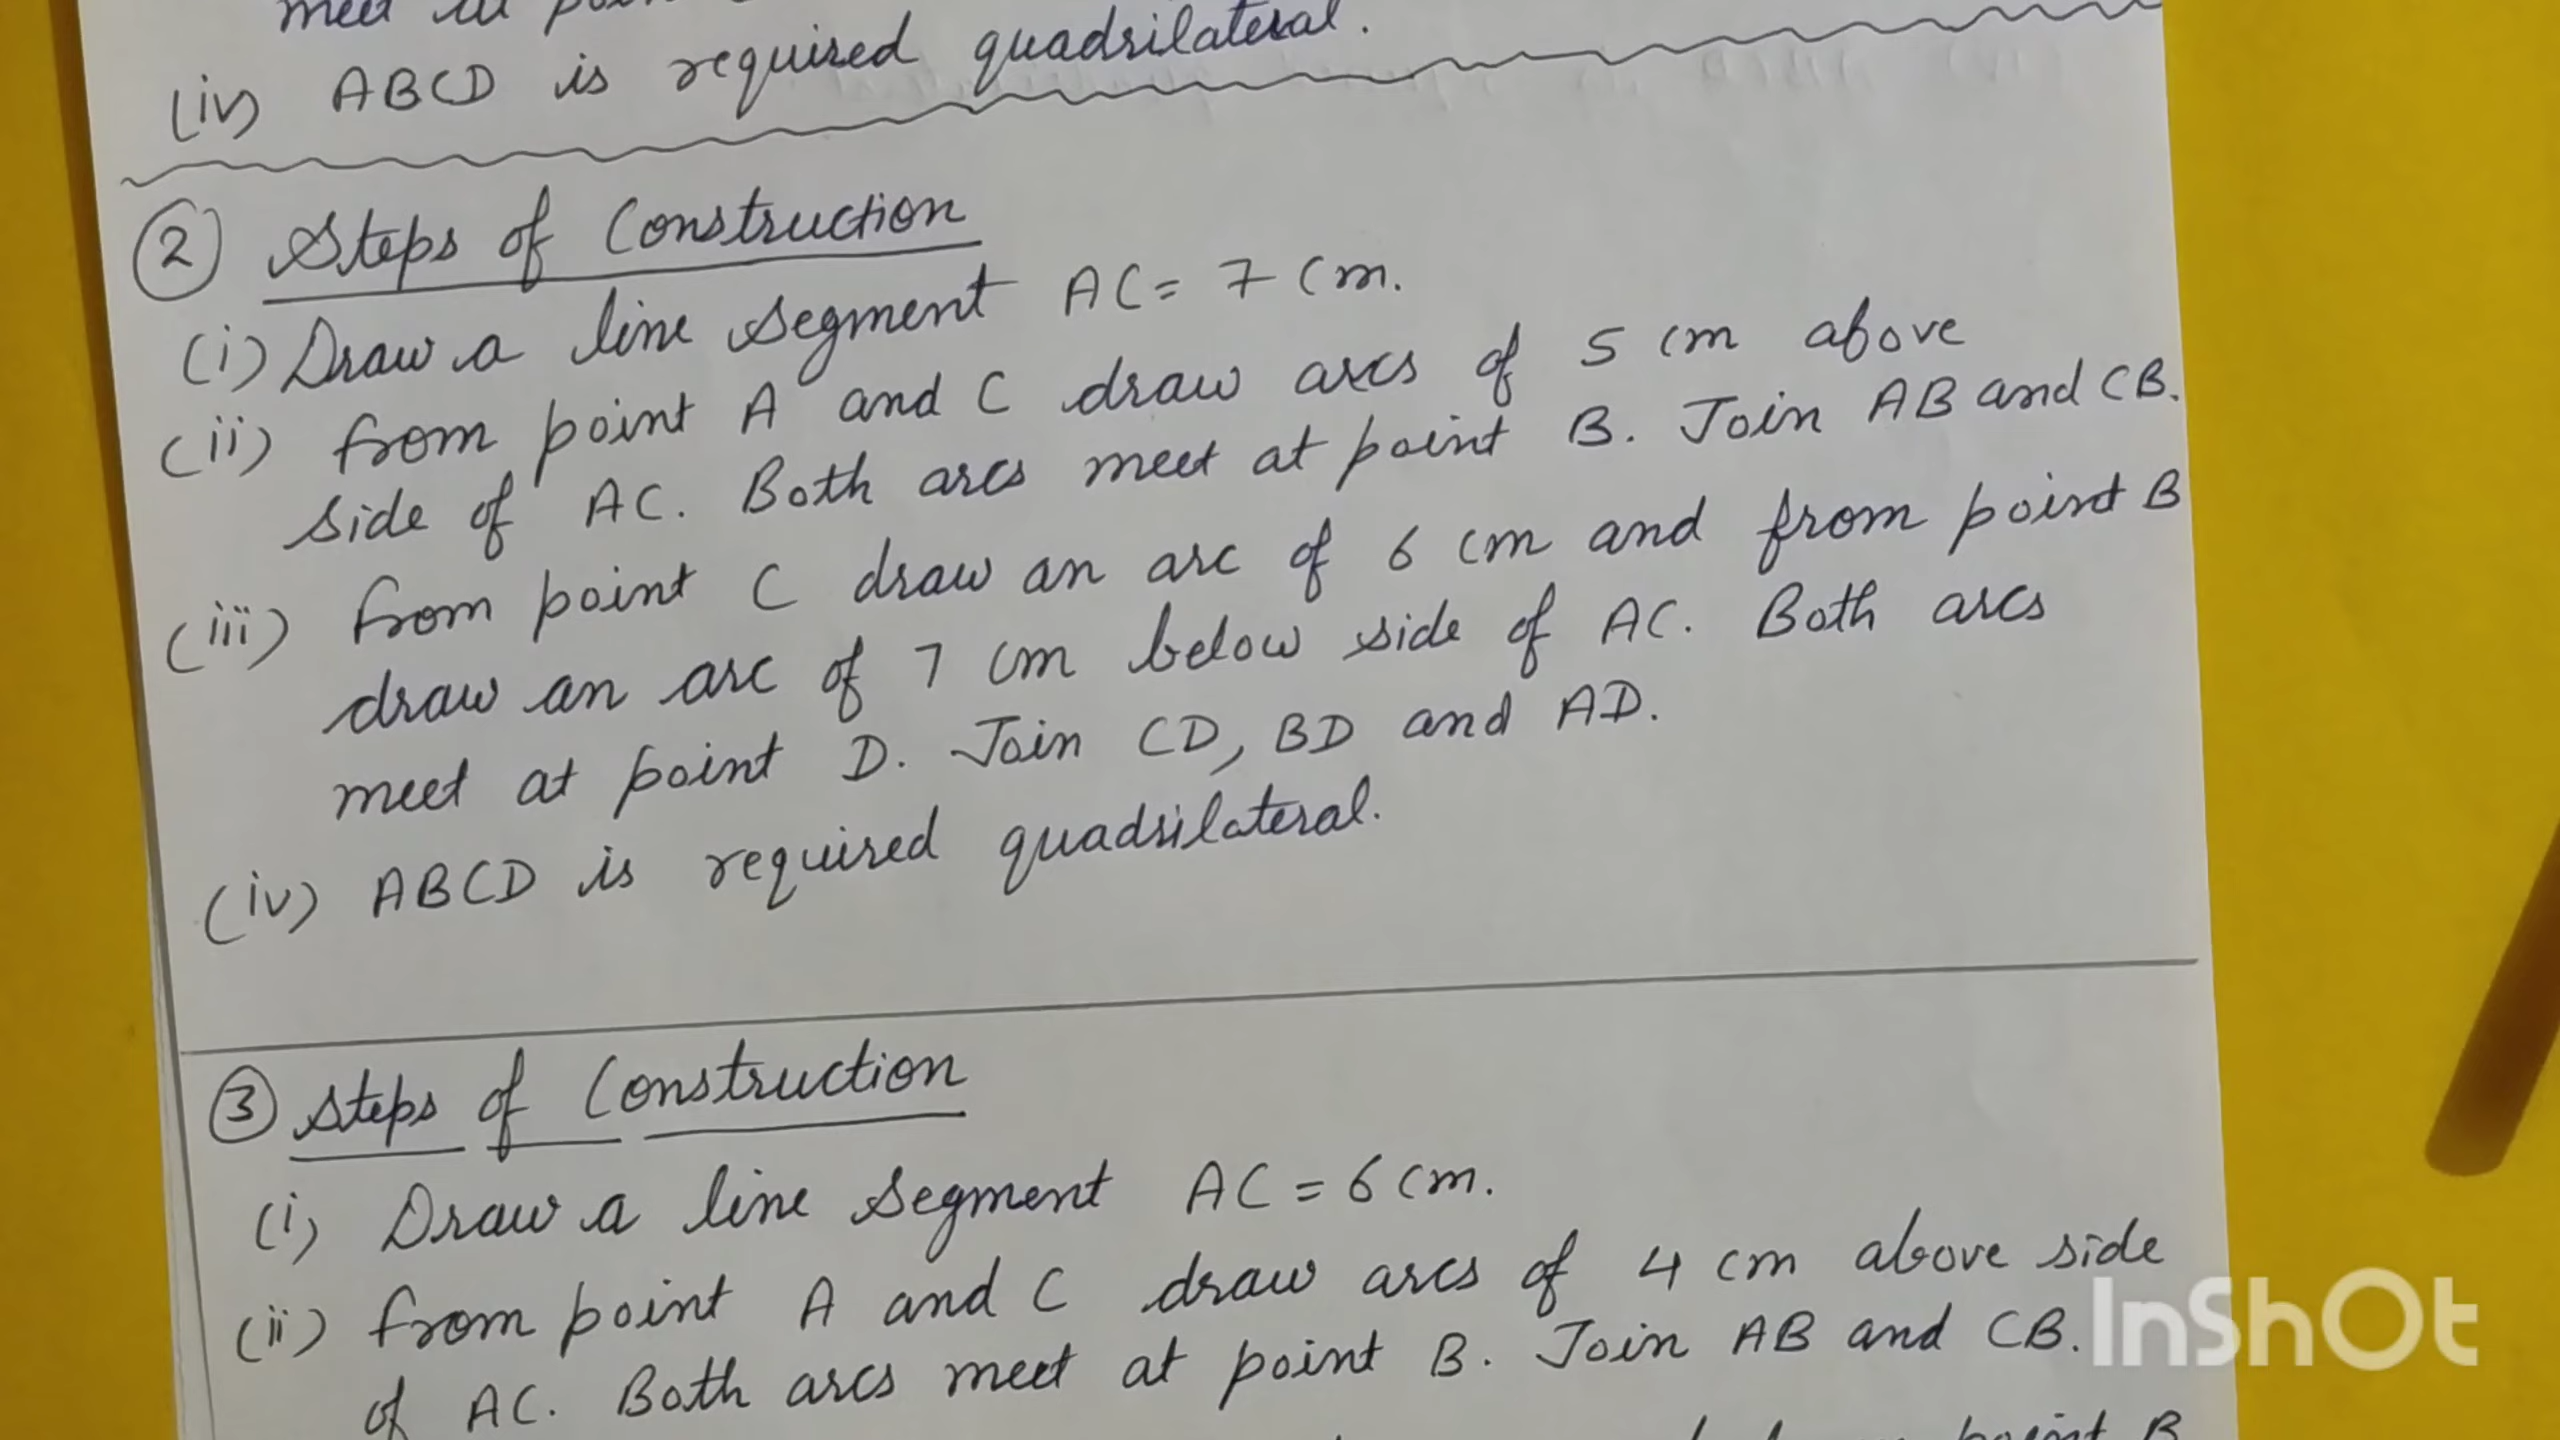 meet at
(iv) ABCD is required quadrilateral.
② Steps of Construction
(i) Draw a line segment AC = 7 cm.
(ii) from point A and C draw arcs of 5 cm above
side of AC. Both arcs meet at point B. Join AB and CB.
(iii) from point C draw an arc of 6 cm and from point B
draw an arc of 7 cm below side of AC. Both arcs
meet at point D. Join CD, BD and AD.
(iv) ABCD is required quadrilateral.
③ Steps of Construction
(i) Draw a line segment AC = 6 cm.
(ii) from point A and C draw arcs of 4 cm above side
of AC. Both arcs meet at point B. Join AB and CB.
point B
InShOt